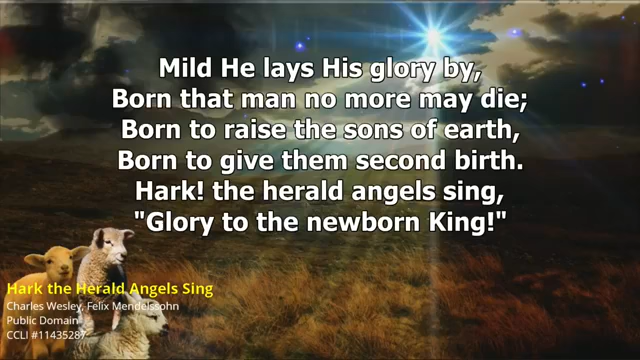 Mild He lays His glory by,
Born that man no more may die;
Born to raise the sons of earth,
Born to give them second birth.
Hark! the herald angels sing,
"Glory to the newborn King!"
Hark the Herald Angels Sing
Charles Wesley, Felix Mendelssohn
Public Domain
CCLI #11435287